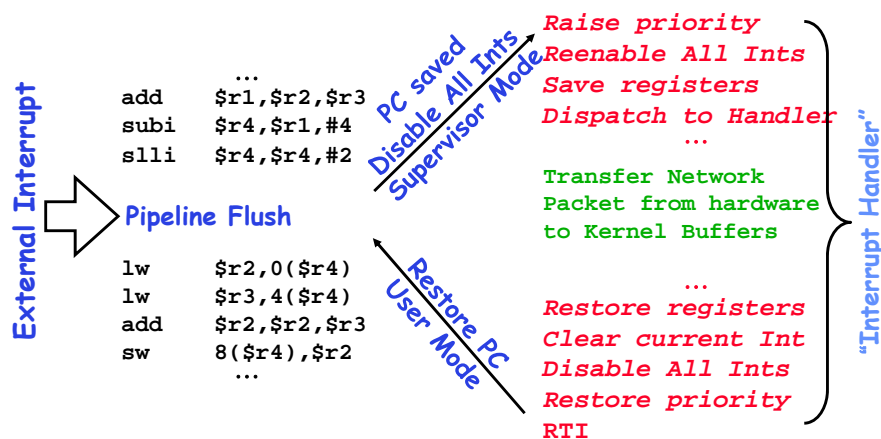 External Interrupt
…
add $r1,$r2,$r3
subi $r4,$r1,#4
slli $r4,$r4,#2
Pipeline Flush
lw $r2,0($r4)
lw $r3,4($r4)
add $r2,$r2,$r3
sw 8($r4),$r2
…
PC saved
Disable All Ints
Supervisor Mode
Restore PC
User Mode
Raise priority
Reenable All Ints
Save registers
Dispatch to Handler
…
Transfer Network
Packet from hardware
to Kernel Buffers
…
Restore registers
Clear current Int
Disable All Ints
Restore priority
RTI
“Interrupt Handler”